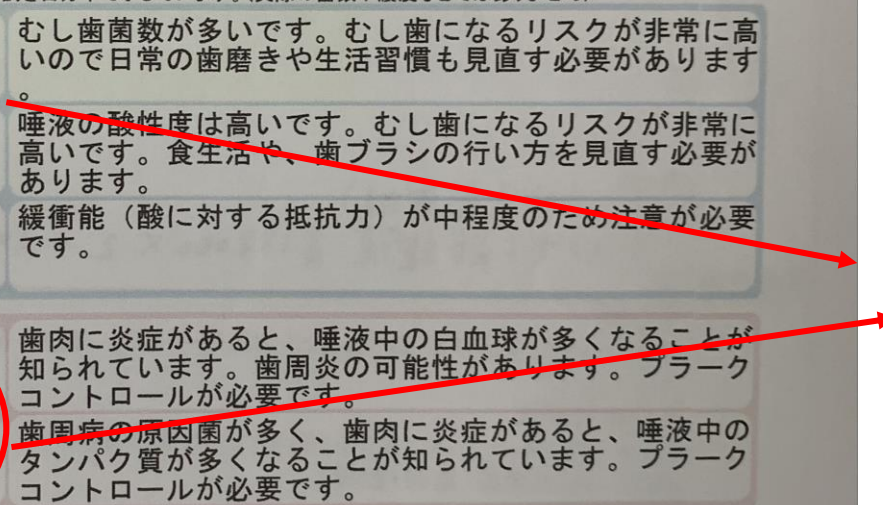 むし歯菌数が多いです。むし歯になるリスクが非常に高
いので日常の歯磨きや生活習慣も見直す必要があります
。
唾液の酸性度は高いです。むし歯になるリスクが非常に
高いです。食生活や、歯ブラシの行い方を見直す必要が
あります。
緩衝能（酸に対する抵抗力）が中程度のため注意が必要
です。
歯肉に炎症があると、唾液中の白血球が多くなることが
知られています。歯周炎の可能性があります。プラーク
コントロールが必要です。
歯周病の原因菌が多く、歯肉に炎症があると、唾液中の
タンパク質が多くなることが知られています。プラーク
コントロールが必要です。